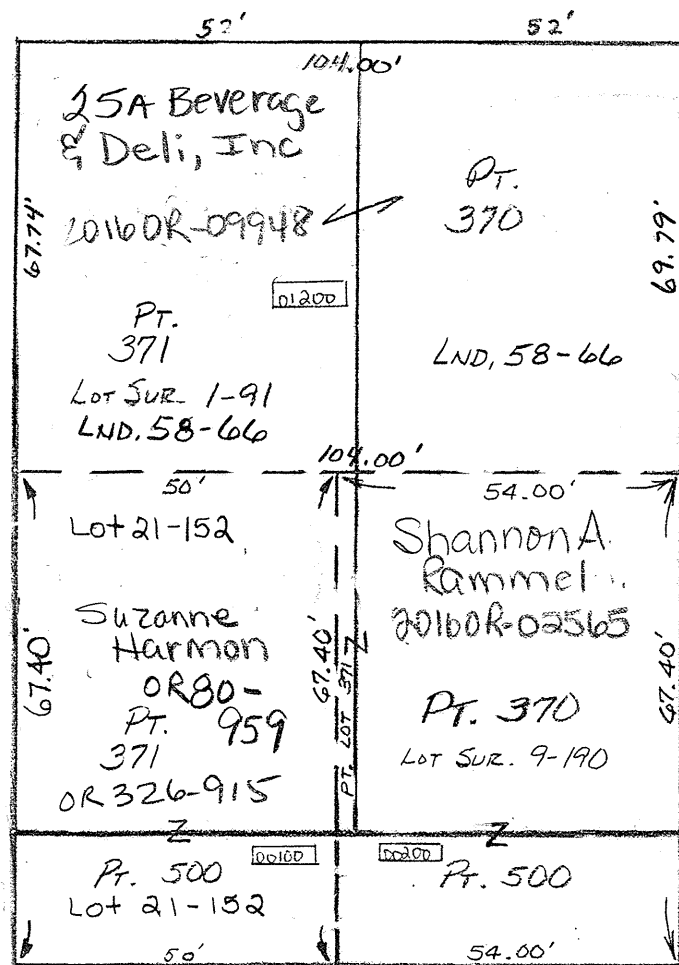 52'
52'
104.00'
25A Beverage
& Deli, Inc
2016OR-09948
67.74'
PT.
370
69.79'
01200
PT.
371
LOT SUR. 1-91
LND. 58-66
LND, 58-66
104.00'
50'
54.00'
Lot 21-152
Suzanne
Harmon
OR80-
959
PT.
371
OR 326-915
67.40'
67.40'
PT. LOT 371
Z
Shannon A.
Rammel
2016OR-02565
PT. 370
LOT SUR. 9-190
67.40'
Z
Z
00100
00200
PT. 500
Lot 21-152
PT. 500
50'
54.00'